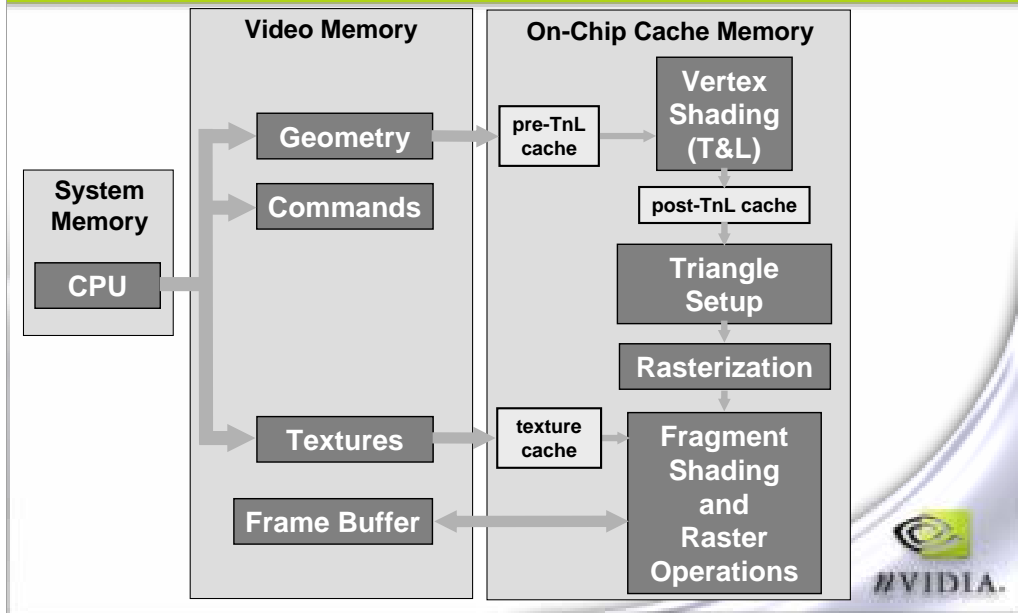 System
Memory
CPU
Video Memory
Geometry
Commands
Textures
Frame Buffer
On-Chip Cache Memory
pre-TnL
cache
Vertex
Shading
(T&L)
post-TnL cache
Triangle
Setup
Rasterization
texture
cache
Fragment
Shading
and
Raster
Operations
NVIDIA.